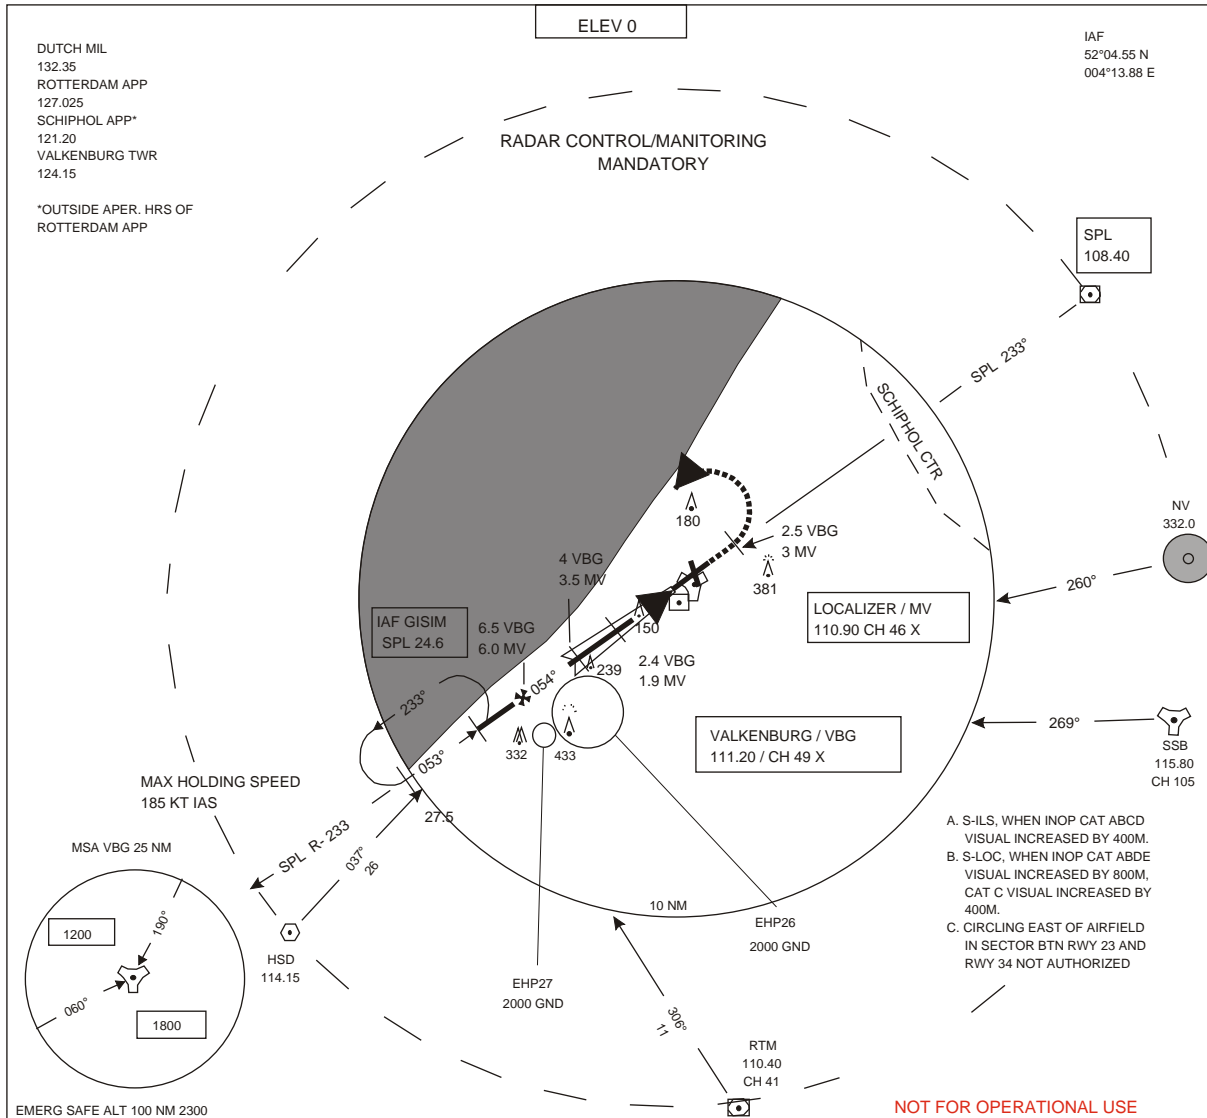 ELEV 0
DUTCH MIL
132.35
ROTTERDAM APP
127.025
SCHIPHOL APP*
121.20
VALKENBURG TWR
124.15
*OUTSIDE APER. HRS OF
ROTTERDAM APP
IAF
52°04.55 N
004°13.88 E
RADAR CONTROL/MANITORING
MANDATORY
SPL
108.40
SPL 233°
SCHIPHOL CTR
NV
332.0
260°
180
2.5 VBG
3 MV
381
4 VBG
3.5 MV
LOCALIZER / MV
110.90 CH 46 X
IAF GISIM
SPL 24.6
6.5 VBG
6.0 MV
150
239
2.4 VBG
1.9 MV
054°
233°
053°
332
433
VALKENBURG / VBG
111.20 / CH 49 X
269°
SSB
115.80
CH 105
MAX HOLDING SPEED
185 KT IAS
27.5
SPL R- 233
037°
26
MSA VBG 25 NM
1200
190°
060°
1800
HSD
114.15
10 NM
EHP26
2000 GND
EHP27
2000 GND
306°
11
RTM
110.40
CH 41
A. S-ILS, WHEN INOP CAT ABCD
VISUAL INCREASED BY 400M.
B. S-LOC, WHEN INOP CAT ABDE
VISUAL INCREASED BY 800M,
CAT C VISUAL INCREASED BY
400M.
C. CIRCLING EAST OF AIRFIELD
IN SECTOR BTN RWY 23 AND
RWY 34 NOT AUTHORIZED
EMERG SAFE ALT 100 NM 2300
NOT FOR OPERATIONAL USE